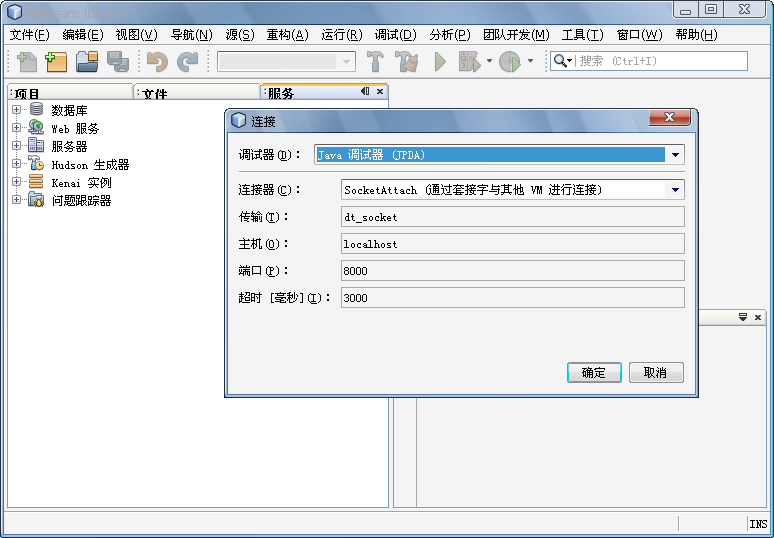 文件(F) 编辑(E) 视图(V) 导航(N) 源(S) 重构(A) 运行(R) 调试(D) 分析(P) 团队开发(M) 工具(T) 窗口(W) 帮助(H)
搜索 (Ctrl+I)
项目 文件 服务
数据库
Web 服务
服务器
Hudson 生成器
Kenai 实例
问题跟踪器
连接
调试器(D): Java 调试器 (JPDA)
连接器(C): SocketAttach (通过套接字与其他 VM 进行连接)
传输(T): dt_socket
主机(O): localhost
端口(P): 8000
超时 [毫秒](I): 3000
确定 取消
INS